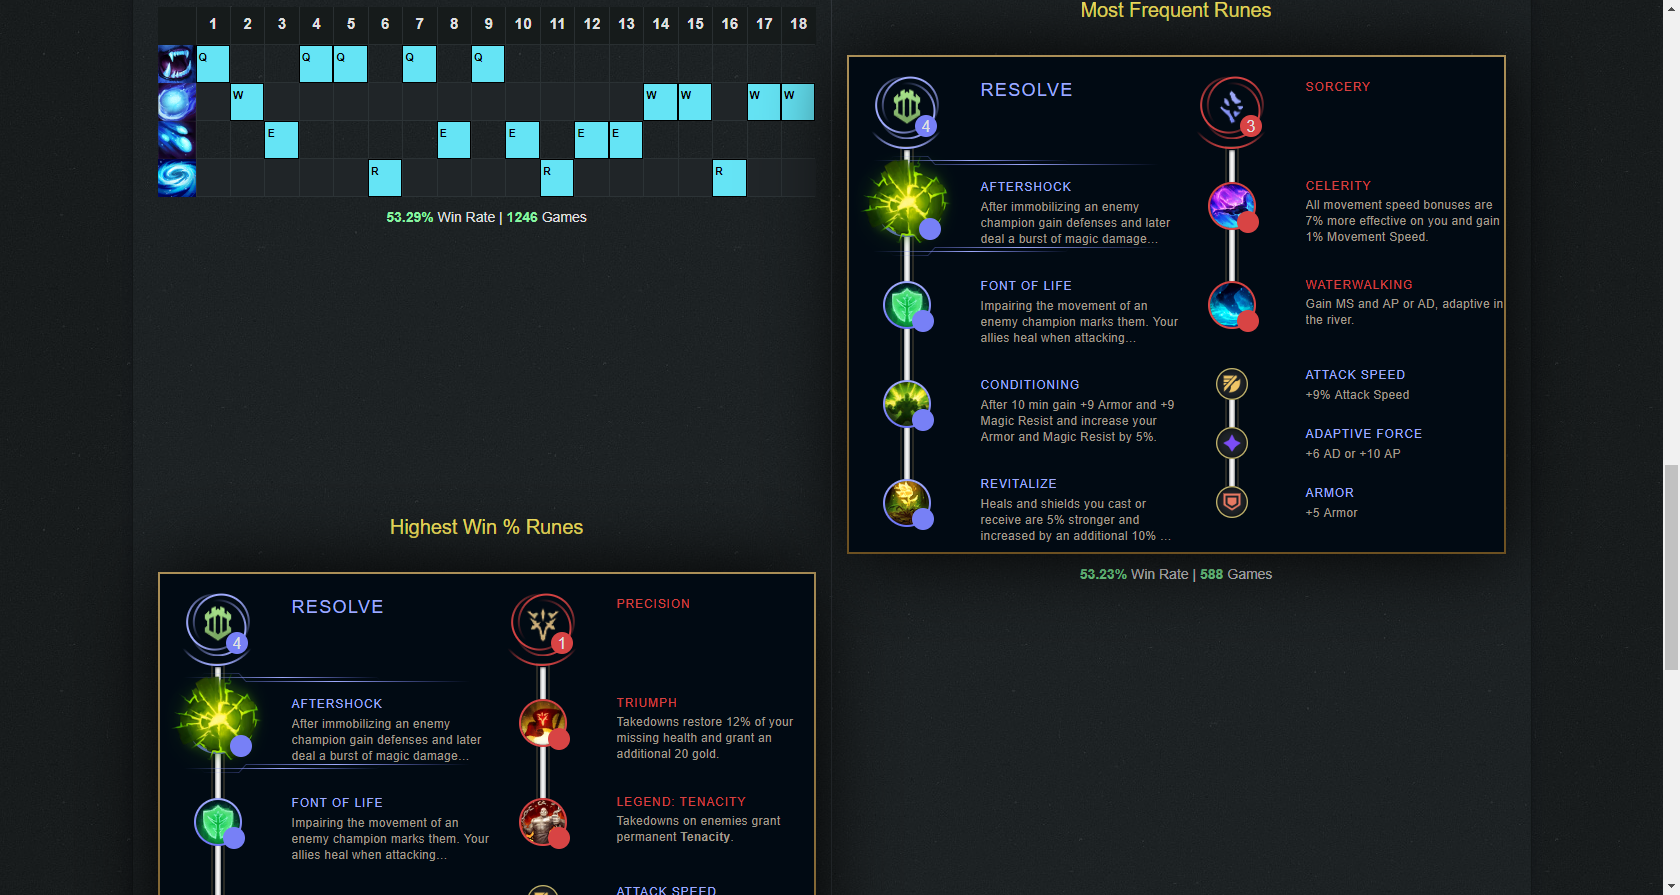 1 2 3 4 5 6 7 8 9 10 11 12 13 14 15 16 17 18
Q Q Q Q Q
W W W W W
E E E E E
R R R
53.29% Win Rate | 1246 Games
Most Frequent Runes
RESOLVE
4
AFTERSHOCK
After immobilizing an enemy
champion gain defenses and later
deal a burst of magic damage...
FONT OF LIFE
Impairing the movement of an
enemy champion marks them. Your
allies heal when attacking...
CONDITIONING
After 10 min gain +9 Armor and +9
Magic Resist and increase your
Armor and Magic Resist by 5%.
REVITALIZE
Heals and shields you cast or
receive are 5% stronger and
increased by an additional 10% ...
SORCERY
3
CELERITY
All movement speed bonuses are
7% more effective on you and gain
1% Movement Speed.
WATERWALKING
Gain MS and AP or AD, adaptive in
the river.
ATTACK SPEED
+9% Attack Speed
ADAPTIVE FORCE
+6 AD or +10 AP
ARMOR
+5 Armor
53.23% Win Rate | 588 Games
Highest Win % Runes
RESOLVE
4
AFTERSHOCK
After immobilizing an enemy
champion gain defenses and later
deal a burst of magic damage...
FONT OF LIFE
Impairing the movement of an
enemy champion marks them. Your
allies heal when attacking...
PRECISION
1
TRIUMPH
Takedowns restore 12% of your
missing health and grant an
additional 20 gold.
LEGEND: TENACITY
Takedowns on enemies grant
permanent Tenacity.
ATTACK SPEED